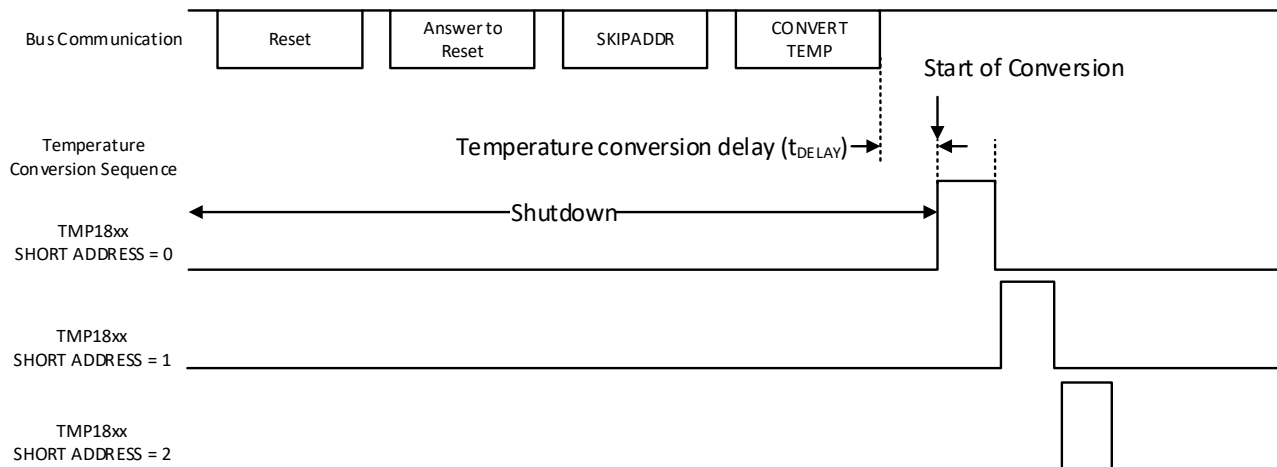 Bus Communication
Reset
Answer to
Reset
SKIPADDR
CONVERT
TEMP
Start of Conversion
Temperature
Conversion Sequence
Temperature conversion delay (tDELAY)
Shutdown
TMP18xx
SHORT ADDRESS = 0
TMP18xx
SHORT ADDRESS = 1
TMP18xx
SHORT ADDRESS = 2